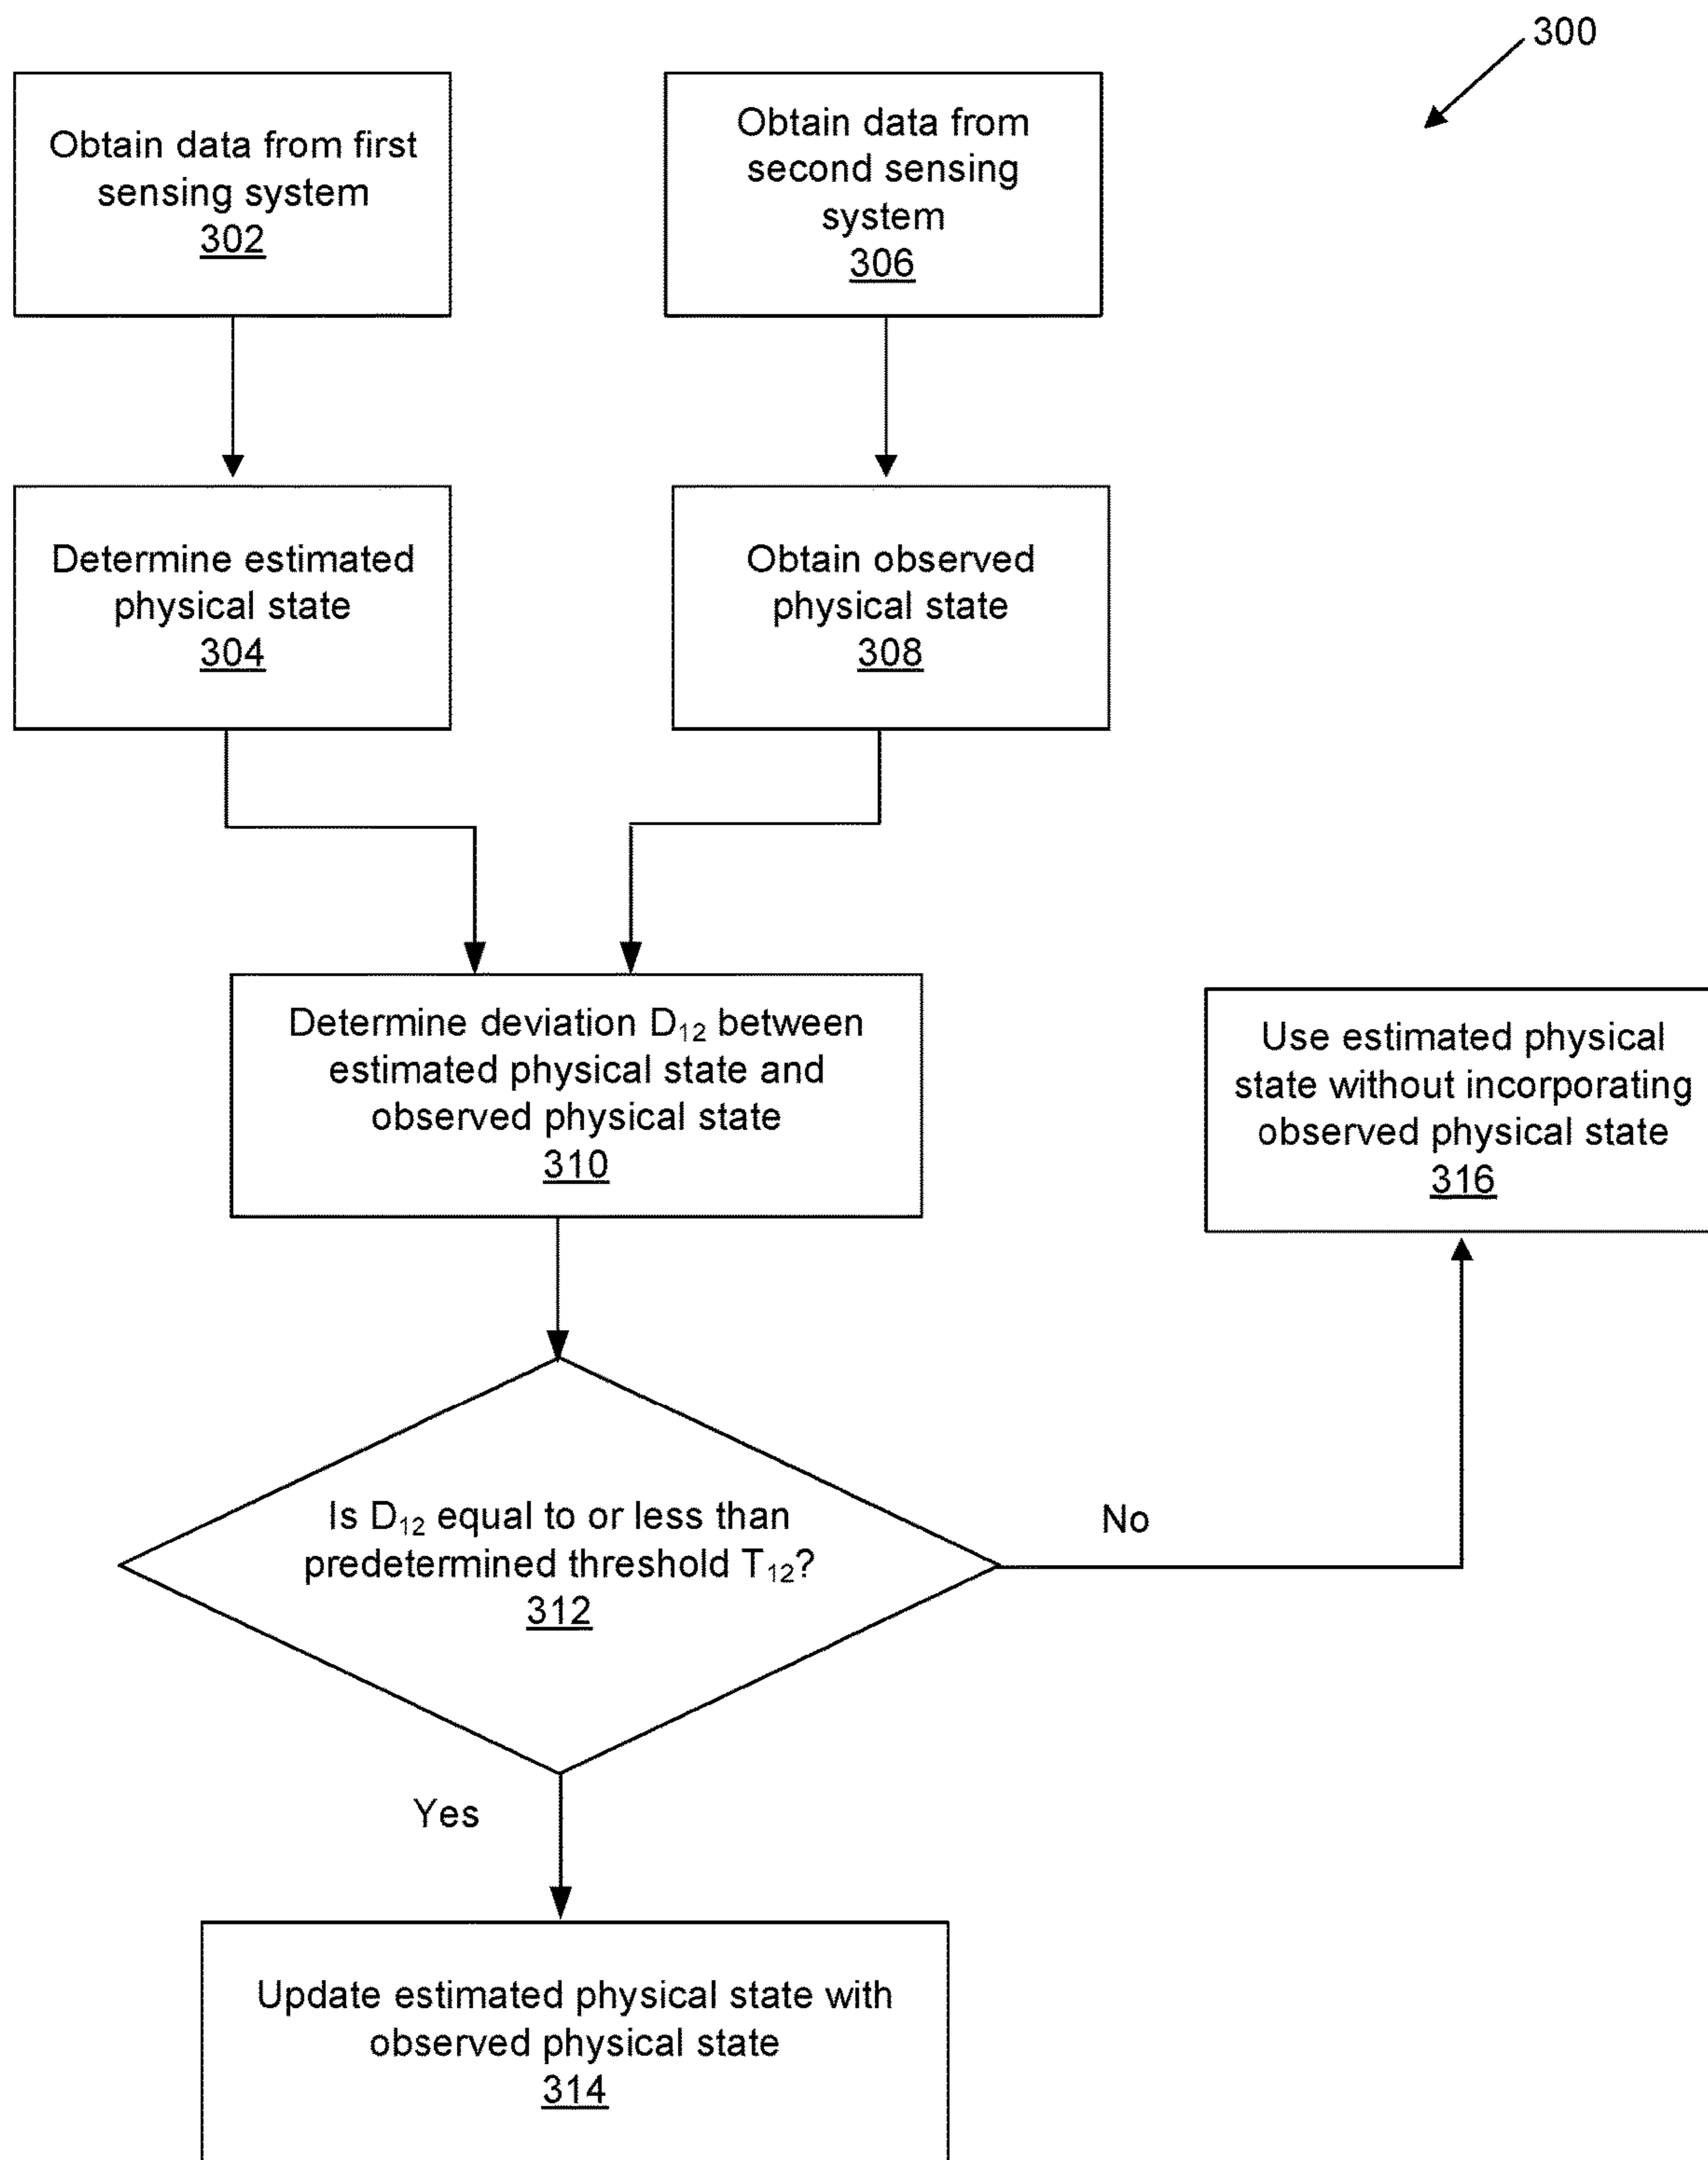 300
Obtain data from first
sensing system
302
Obtain data from
second sensing
system
306
Determine estimated
physical state
304
Obtain observed
physical state
308
Determine deviation D₁₂ between
estimated physical state and
observed physical state
310
Use estimated physical
state without incorporating
observed physical state
316
Is D₁₂ equal to or less than
predetermined threshold T₁₂?
312
No
Yes
Update estimated physical state with
observed physical state
314